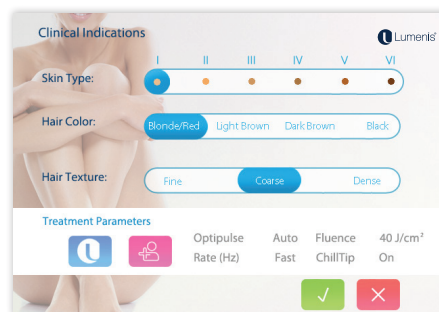 Clinical Indications
Lumenis®
I II III IV V VI
Skin Type:
Hair Color: Blonde/Red Light Brown Dark Brown Black
Hair Texture: Fine Coarse Dense
Treatment Parameters
Optipulse Auto Fluence 40 J/cm²
Rate (Hz) Fast ChillTip On